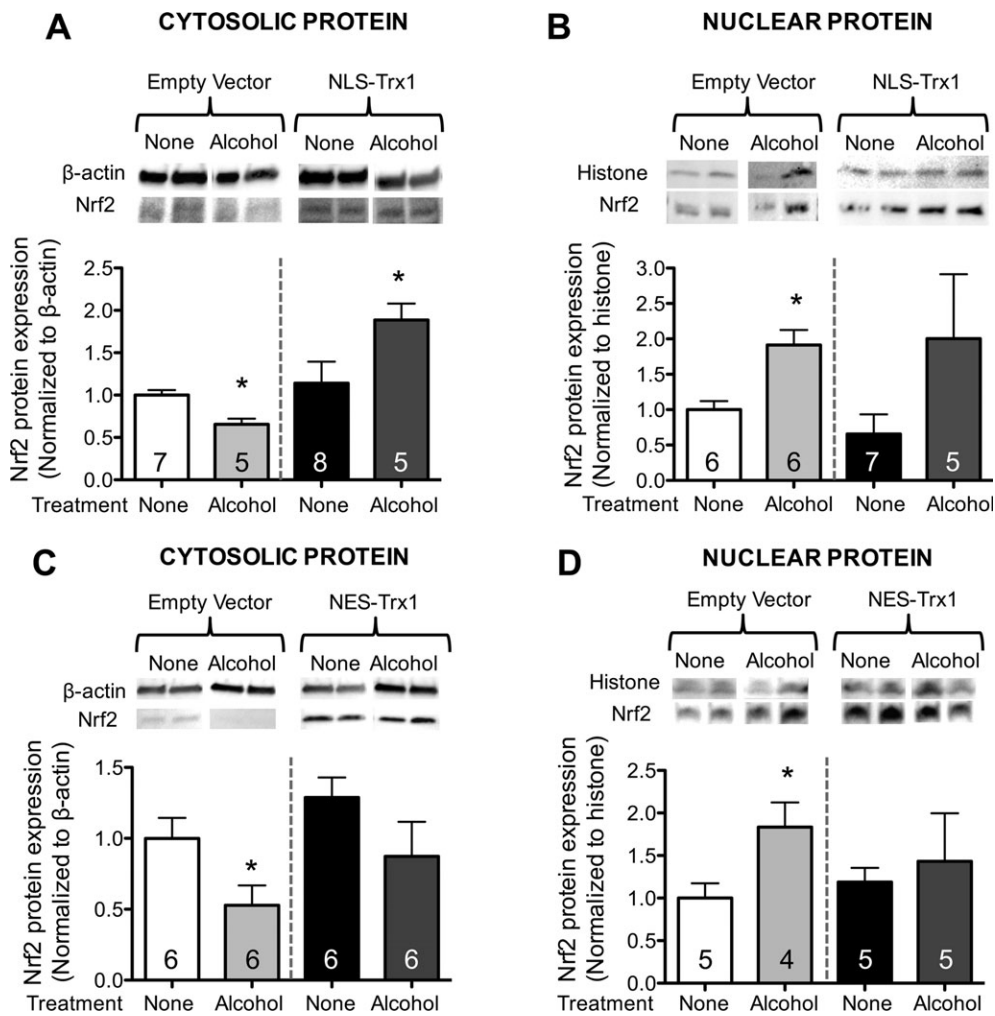 A CYTOSOLIC PROTEIN
Empty Vector NLS-Trx1
None Alcohol None Alcohol
β-actin
Nrf2
Nrf2 protein expression
(Normalized to β-actin)
2.5
2.0
1.5
1.0
0.5
0.0
* *
7 5 8 5
Treatment None Alcohol None Alcohol
B NUCLEAR PROTEIN
Empty Vector NLS-Trx1
None Alcohol None Alcohol
Histone
Nrf2
Nrf2 protein expression
(Normalized to histone)
3.0
2.5
2.0
1.5
1.0
0.5
0.0
*
6 6 7 5
Treatment None Alcohol None Alcohol
C CYTOSOLIC PROTEIN
Empty Vector NES-Trx1
None Alcohol None Alcohol
β-actin
Nrf2
Nrf2 protein expression
(Normalized to β-actin)
1.5
1.0
0.5
0.0
*
6 6 6 6
Treatment None Alcohol None Alcohol
D NUCLEAR PROTEIN
Empty Vector NES-Trx1
None Alcohol None Alcohol
Histone
Nrf2
Nrf2 protein expression
(Normalized to histone)
2.5
2.0
1.5
1.0
0.5
0.0
*
5 4 5 5
Treatment None Alcohol None Alcohol